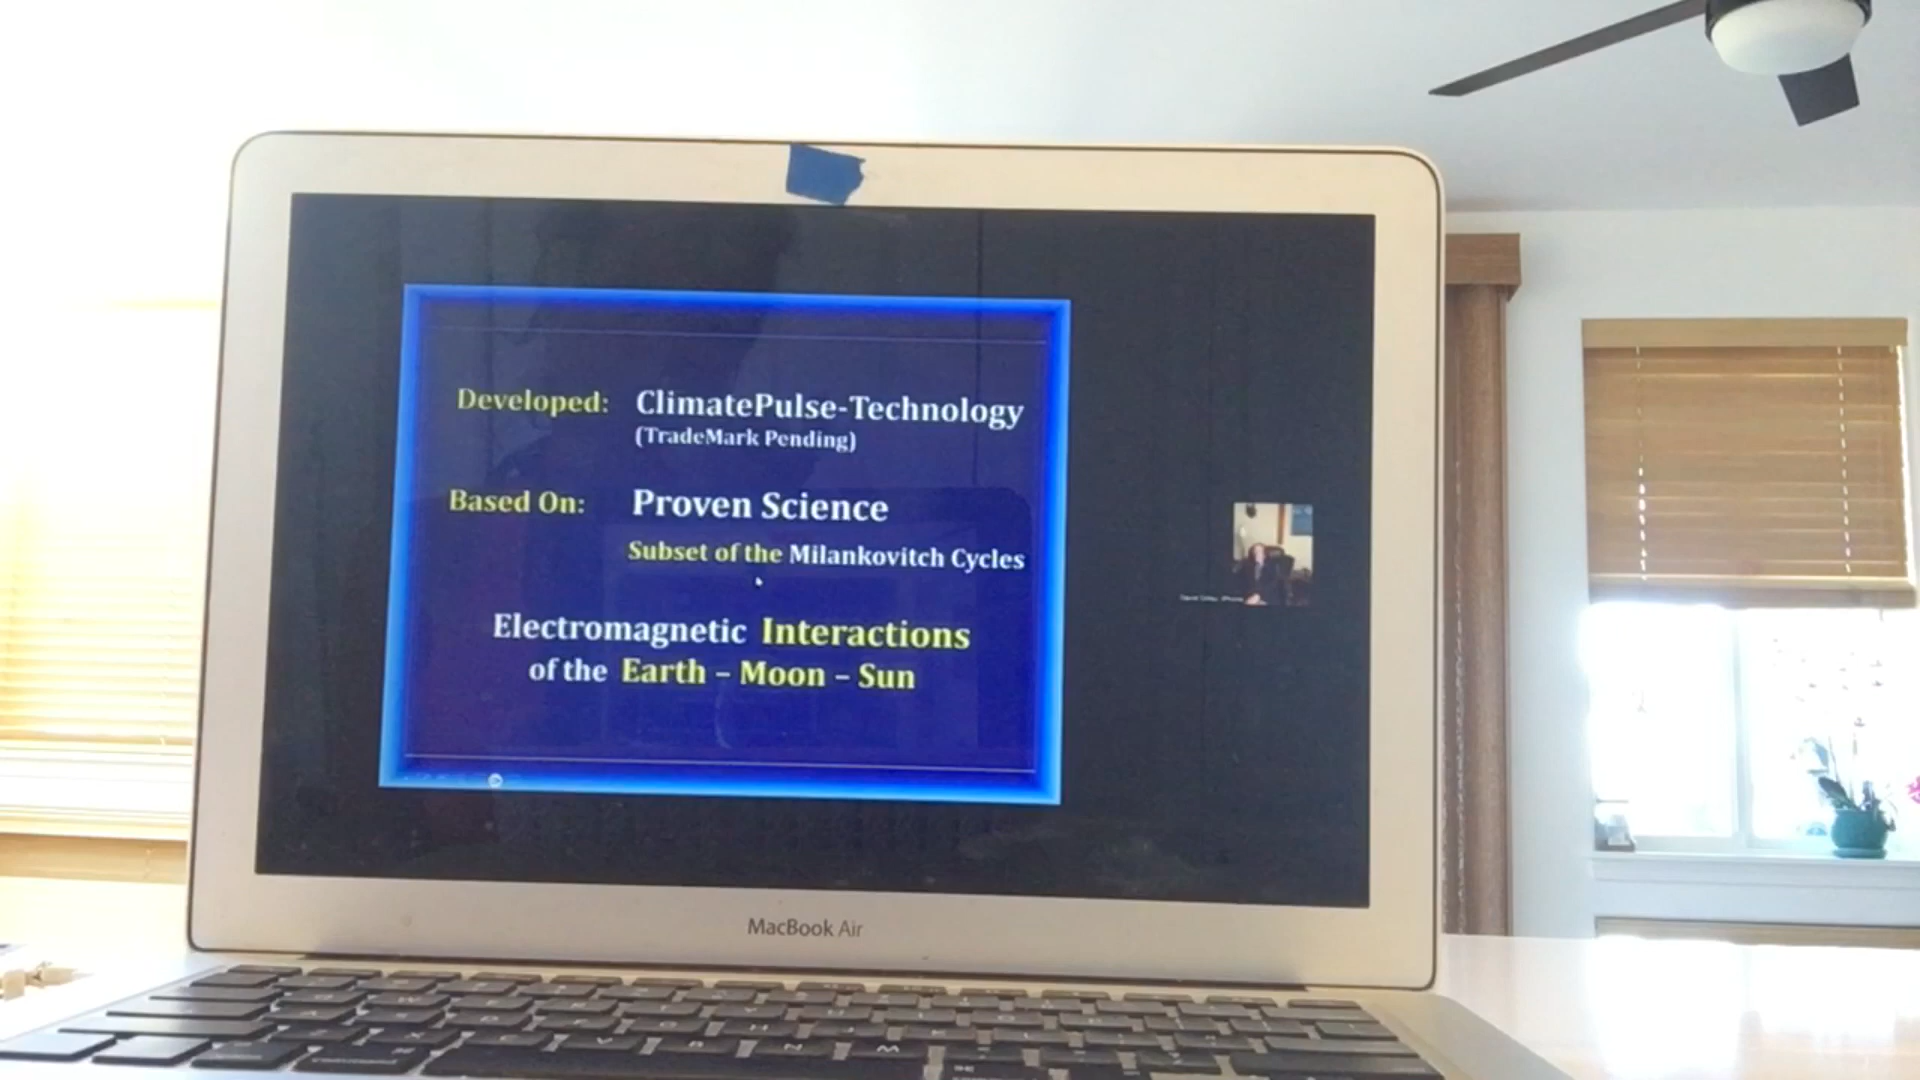 Developed: ClimatePulse-Technology
(TradeMark Pending)
Based On: Proven Science
Subset of the Milankovitch Cycles
Electromagnetic Interactions
of the Earth – Moon – Sun
MacBook Air